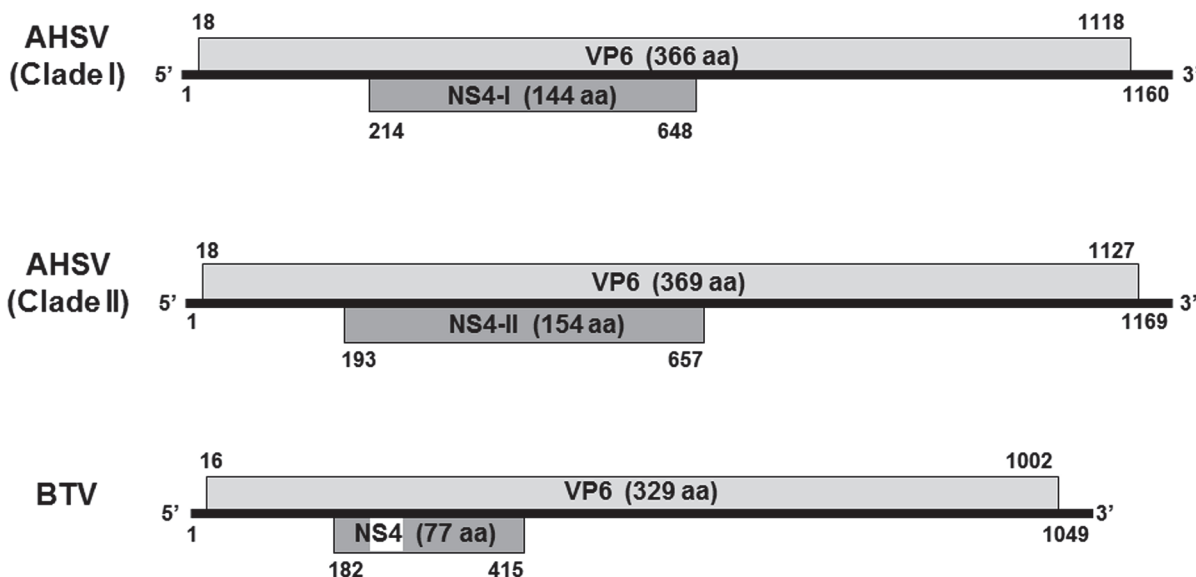 18
1118
AHSV
(Clade I)
VP6 (366 aa)
5’
3’
1
NS4-I (144 aa)
1160
214
648
18
1127
AHSV
(Clade II)
VP6 (369 aa)
5’
3’
1
NS4-II (154 aa)
1169
193
657
16
1002
BTV
VP6 (329 aa)
5’
3’
1
NS4 (77 aa)
1049
182
415